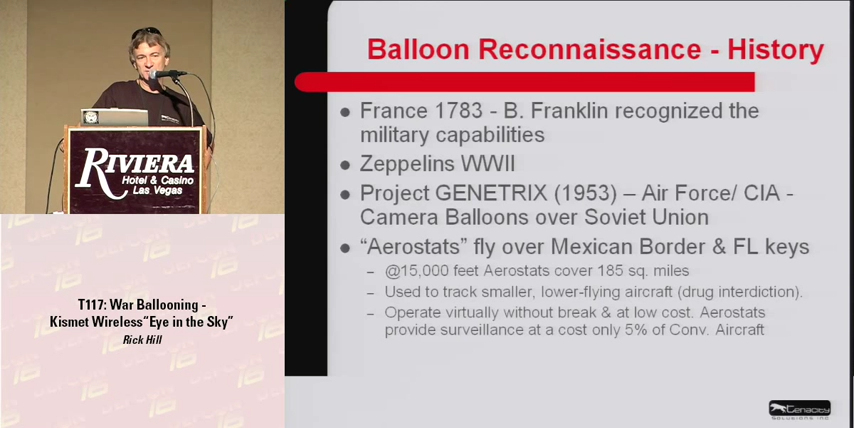 RIVIERA
Hotel & Casino
Las Vegas
T117: War Ballooning -
Kismet Wireless“Eye in the Sky”
Rick Hill
Balloon Reconnaissance - History
France 1783 - B. Franklin recognized the
military capabilities
Zeppelins WWII
Project GENETRIX (1953) – Air Force/ CIA -
Camera Balloons over Soviet Union
“Aerostats” fly over Mexican Border & FL keys
– @15,000 feet Aerostats cover 185 sq. miles
– Used to track smaller, lower-flying aircraft (drug interdiction).
– Operate virtually without break & at low cost. Aerostats
provide surveillance at a cost only 5% of Conv. Aircraft
Tenacity
SOLUTIONS INC